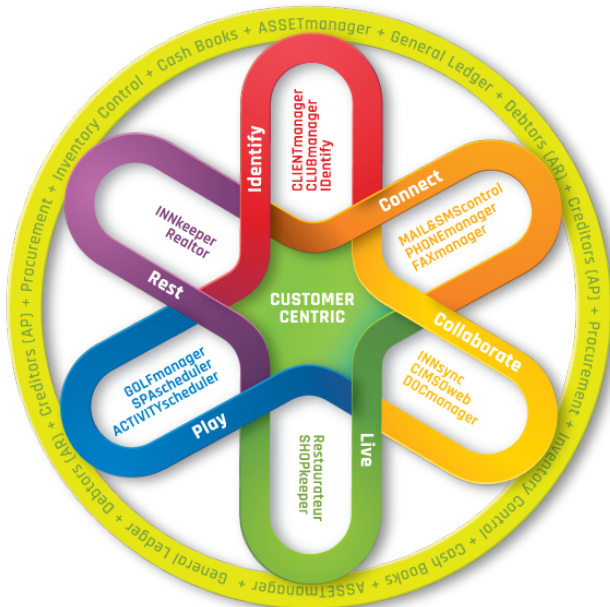 Procurement + Inventory Control + Cash Books + ASSETmanager + General Ledger + Debtors (AR) + Creditors (AP) + Procurement + Inventory Control + Cash Books + ASSETmanager + General Ledger + Debtors (AR) + Creditors (AP) +
Identify
CLIENTmanager
CLUBmanager
IDentify
Connect
MAIL&SMScontrol
PHONEmanager
FAXmanager
Collaborate
INNsync
CIMSOweb
DOCmanager
Live
Restaurateur
SHOPkeeper
Play
GOLFmanager
SPAscheduler
ACTIVITYscheduler
Rest
INNkeeper
Realtor
CUSTOMER
CENTRIC